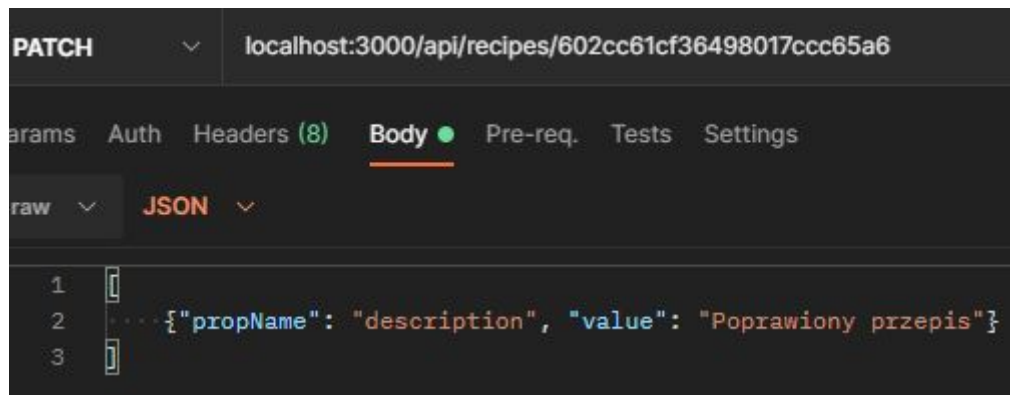 PATCH localhost:3000/api/recipes/602cc61cf36498017ccc65a6
arams Auth Headers (8) Body Pre-req. Tests Settings
raw JSON
1 [
2 {"propName": "description", "value": "Poprawiony przepis"}
3 ]